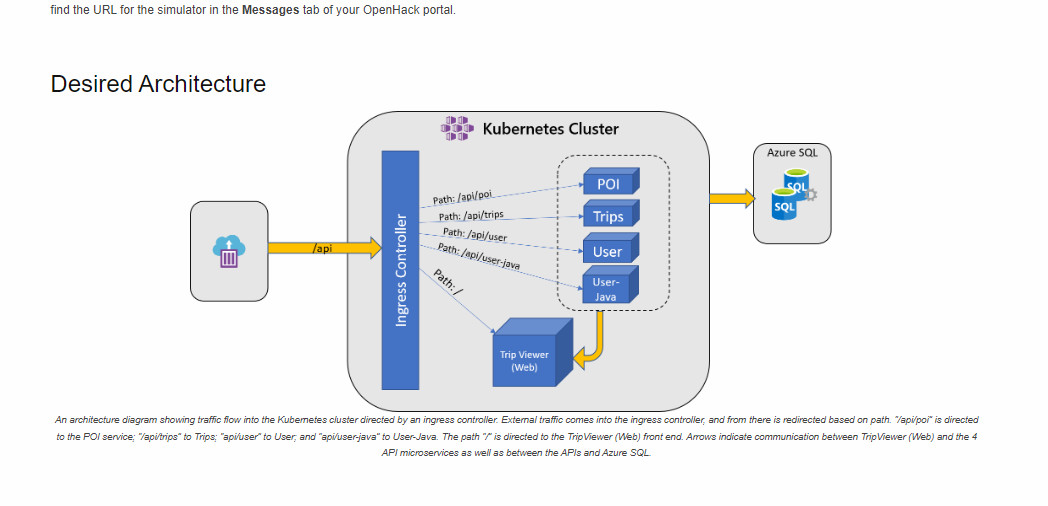 find the URL for the simulator in the Messages tab of your OpenHack portal.
Desired Architecture
Kubernetes Cluster
Azure SQL
SQL
SQL
/api
Ingress Controller
Path: /api/poi
Path: /api/trips
Path: /api/user
Path: /api/user-java
Path: /
POI
Trips
User
User-
Java
Trip Viewer
(Web)
An architecture diagram showing traffic flow into the Kubernetes cluster directed by an ingress controller. External traffic comes into the ingress controller, and from there is redirected based on path. "/api/poi" is directed
to the POI service; "/api/trips" to Trips; "api/user" to User; and "api/user-java" to User-Java. The path "/" is directed to the TripViewer (Web) front end. Arrows indicate communication between TripViewer (Web) and the 4
API microservices as well as between the APIs and Azure SQL.